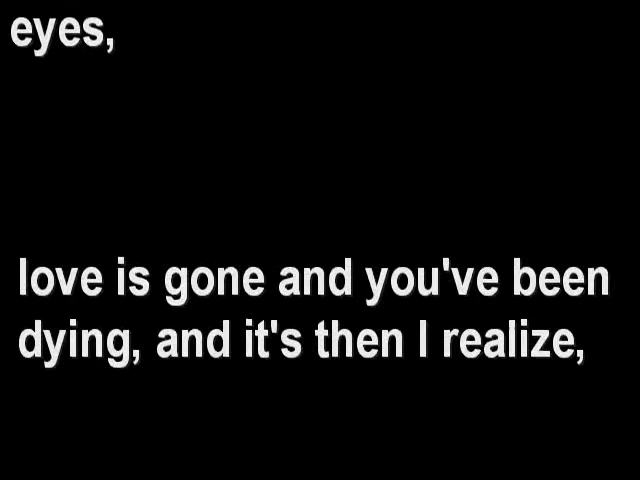 eyes,
love is gone and you've been
dying, and it's then I realize,